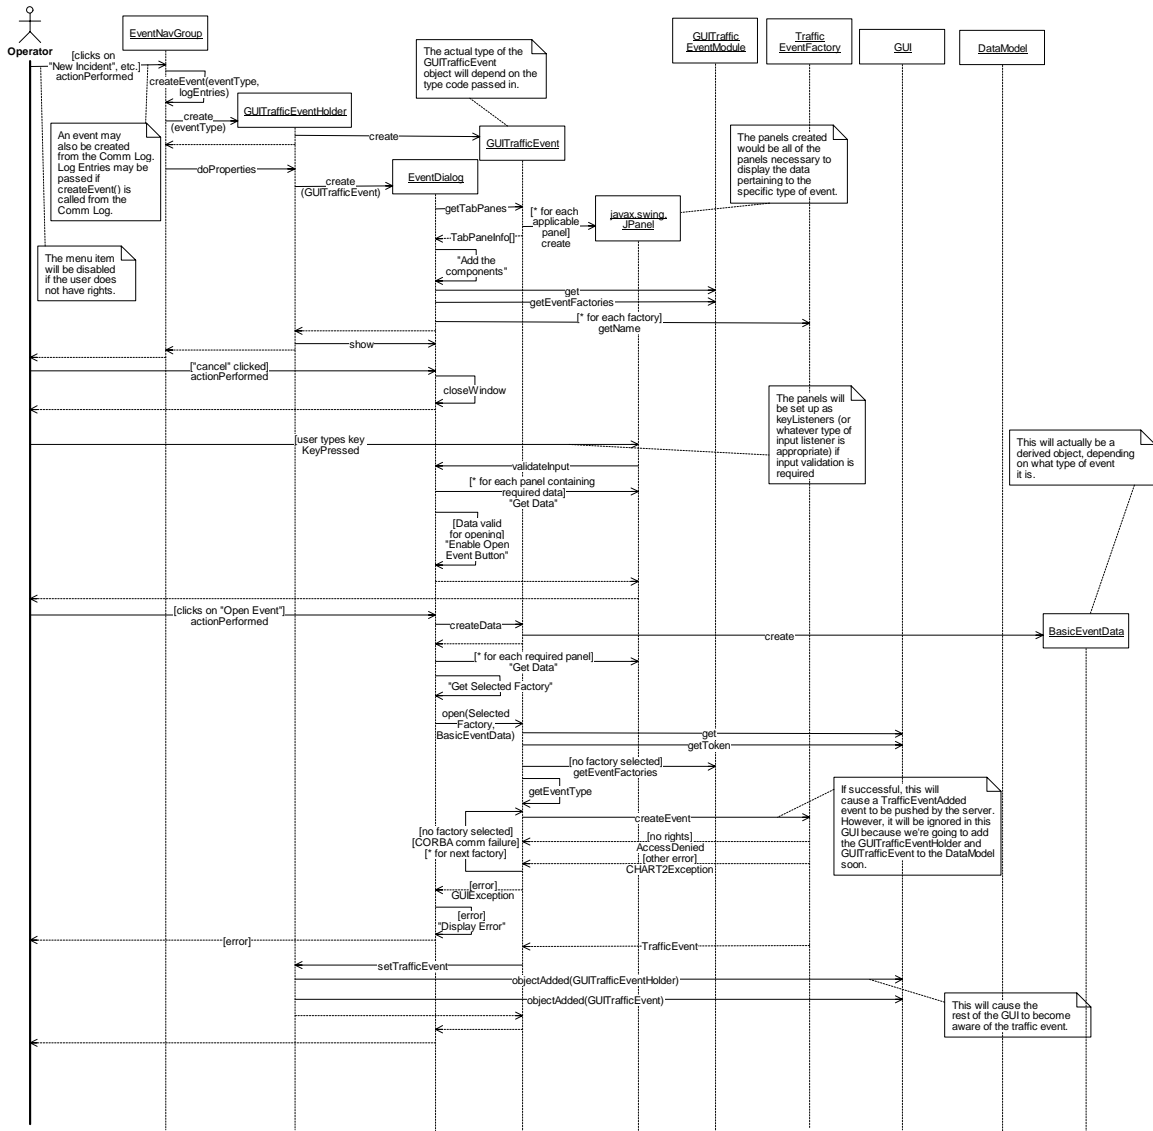 Operator
EventNavGroup
GUITraffic
EventModule
Traffic
EventFactory
GUI
DataModel
The actual type of the
GUITrafficEvent
object will depend on the
type code passed in.
[clicks on
"New Incident", etc.]
actionPerformed
createEvent(eventType,
logEntries)
create
(eventType)
GUITrafficEventHolder
create
GUITrafficEvent
An event may
also be created
from the Comm Log.
Log Entries may be
passed if
createEvent() is
called from the
Comm Log.
The panels created
would be all of the
panels necessary to
display the data
pertaining to the
specific type of event.
doProperties
create
(GUITrafficEvent)
EventDialog
getTabPanes
[* for each
applicable
panel]
create
javax.swing.
JPanel
TabPaneInfo[]
"Add the
components"
The menu item
will be disabled
if the user does
not have rights.
get
getEventFactories
[* for each factory]
getName
show
["cancel" clicked]
actionPerformed
closeWindow
The panels will
be set up as
keyListeners (or
whatever type of
input listener is
appropriate) if
input validation is
required
This will actually be a
derived object, depending
on what type of event
it is.
[user types key
KeyPressed
validateInput
[* for each panel containing
required data]
"Get Data"
[Data valid
for opening]
"Enable Open
Event Button"
[clicks on "Open Event"]
actionPerformed
createData
create
BasicEventData
[* for each required panel]
"Get Data"
"Get Selected Factory"
open(Selected
Factory,
BasicEventData)
get
getToken
[no factory selected]
getEventFactories
getEventType
If successful, this will
cause a TrafficEventAdded
event to be pushed by the server.
However, it will be ignored in this
GUI because we're going to add
the GUITrafficEventHolder and
GUITrafficEvent to the DataModel
soon.
createEvent
[no factory selected]
[CORBA comm failure]
[* for next factory]
[no rights]
AccessDenied
[other error]
CHART2Exception
[error]
GUIException
[error]
"Display Error"
[error]
TrafficEvent
setTrafficEvent
objectAdded(GUITrafficEventHolder)
objectAdded(GUITrafficEvent)
This will cause the
rest of the GUI to become
aware of the traffic event.